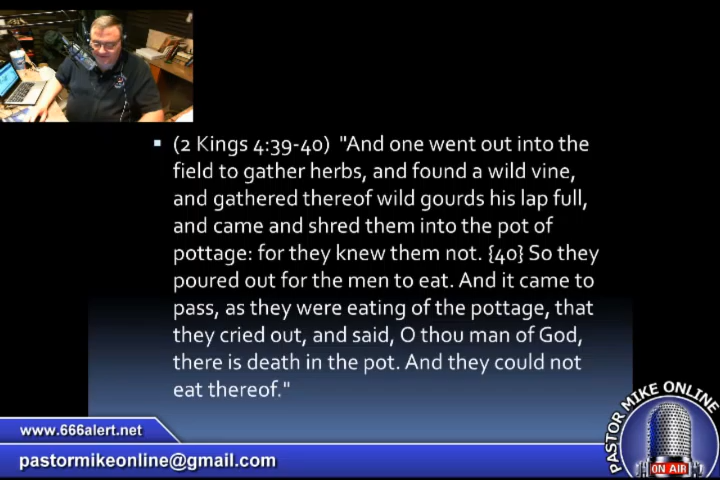 (2 Kings 4:39-40) "And one went out into the
field to gather herbs, and found a wild vine,
and gathered thereof wild gourds his lap full,
and came and shred them into the pot of
pottage: for they knew them not. {40} So they
poured out for the men to eat. And it came to
pass, as they were eating of the pottage, that
they cried out, and said, O thou man of God,
there is death in the pot. And they could not
eat thereof."
www.666alert.net
pastormikeonline@gmail.com
PASTOR MIKE ONLINE
ON AIR